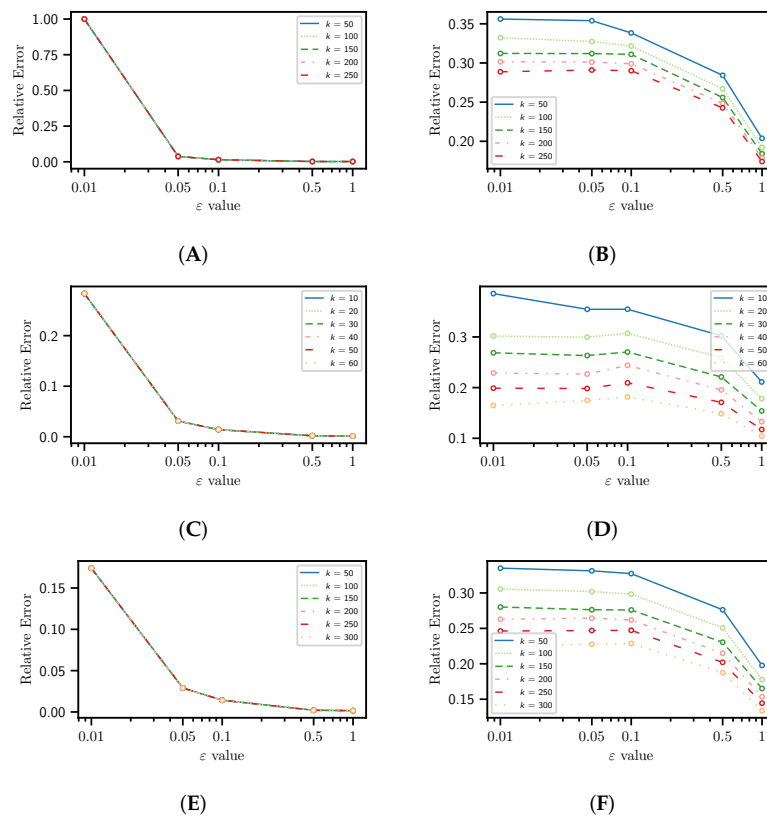 1.00
0.75
0.50
0.25
0.00
Relative Error
k = 50
k = 100
k = 150
k = 200
k = 250
0.01
0.05
0.1
0.5
1
ε value
(A)
0.35
0.30
0.25
0.20
Relative Error
k = 50
k = 100
k = 150
k = 200
k = 250
0.01
0.05
0.1
0.5
1
ε value
(B)
0.2
0.1
0.0
Relative Error
k = 10
k = 20
k = 30
k = 40
k = 50
k = 60
0.01
0.05
0.1
0.5
1
ε value
(C)
0.3
0.2
0.1
Relative Error
k = 10
k = 20
k = 30
k = 40
k = 50
k = 60
0.01
0.05
0.1
0.5
1
ε value
(D)
0.15
0.10
0.05
0.00
Relative Error
k = 50
k = 100
k = 150
k = 200
k = 250
k = 300
0.01
0.05
0.1
0.5
1
ε value
(E)
0.30
0.25
0.20
0.15
Relative Error
k = 50
k = 100
k = 150
k = 200
k = 250
k = 300
0.01
0.05
0.1
0.5
1
ε value
(F)